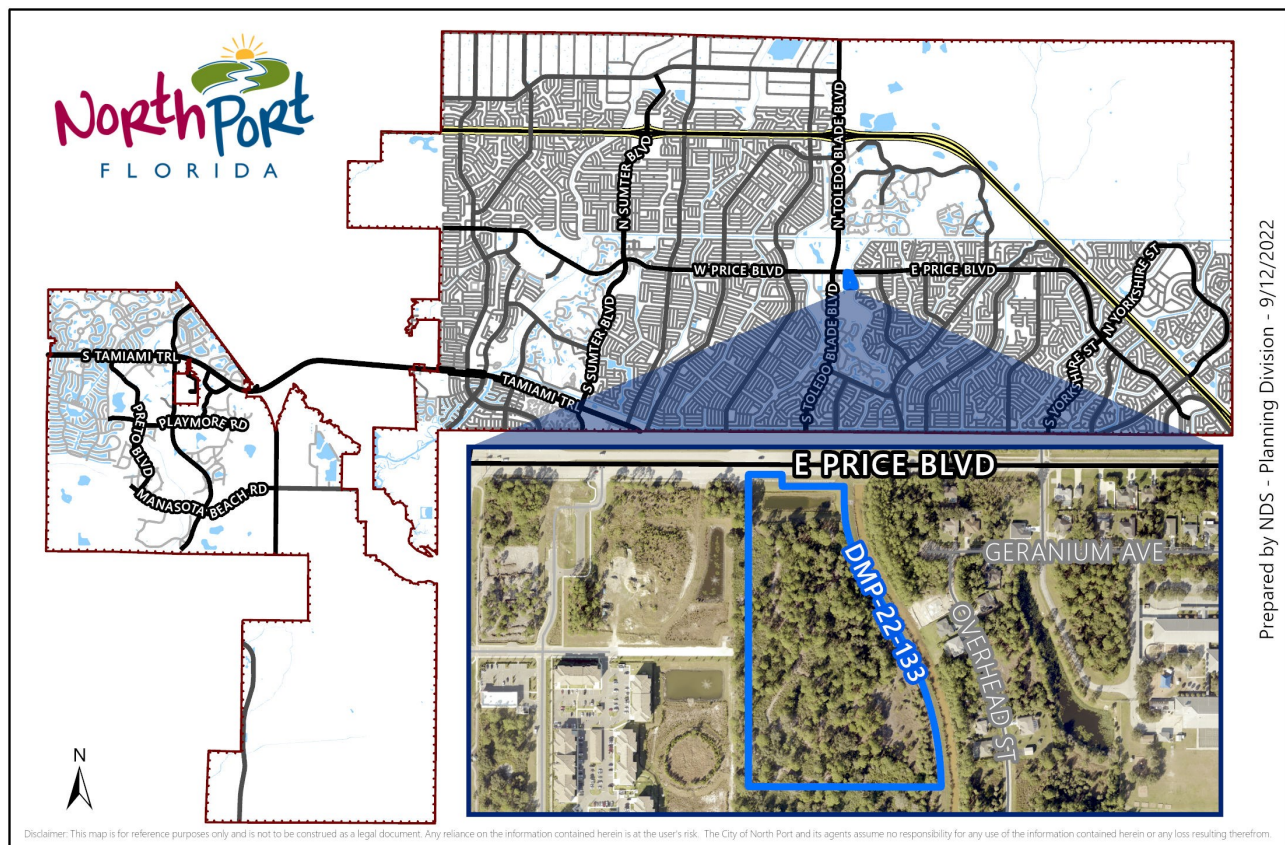 North Port
FLORIDA
N SUMTER BLVD
N TOLEDO BLADE BLVD
W PRICE BLVD
E PRICE BLVD
N YORKSHIRE ST
S YORKSHIRE ST
S SUMTER BLVD
S TOLEDO BLADE BLVD
S TAMIAMI TRL
TAMIAMI TRL
PLAYMORE RD
PRETO BLVD
MANASOTA BEACH RD
E PRICE BLVD
GERANIUM AVE
DMP-22-133
OVERHEAD ST
N
Prepared by NDS - Planning Division - 9/12/2022
Disclaimer: This map is for reference purposes only and is not to be construed as a legal document. Any reliance on the information contained herein is at the user's risk. The City of North Port and its agents assume no responsibility for any use of the information contained herein or any loss resulting therefrom.